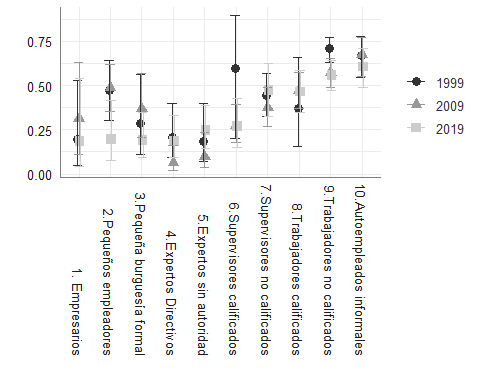 0.75
0.50
0.25
0.00
1999
2009
2019
1. Empresarios
2.Pequeños empleadores
3.Pequeña burguesía formal
4.Expertos Directivos
5.Expertos sin autoridad
6.Supervisores calificados
7.Supervisores no calificados
8.Trabajadores calificados
9.Trabajadores no calificados
10.Autoempleados informales